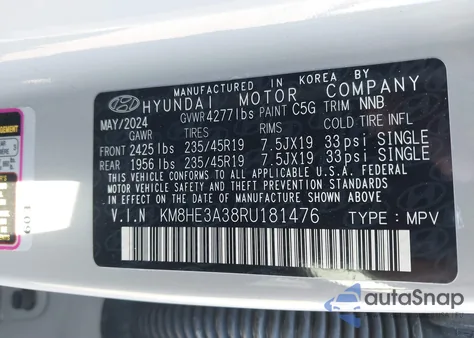 MANUFACTURED IN KOREA BY
HYUNDAI MOTOR COMPANY
MAY/2024 GVWR 4277lbs PAINT C5G TRIM NNB
GAWR TIRES RIMS COLD TIRE INFL
FRONT 2425lbs 235/45R19 7.5JX19 33psi SINGLE
REAR 1956lbs 235/45R19 7.5JX19 33psi SINGLE
THIS VEHICLE CONFORMS TO ALL APPLICABLE U.S.A. FEDERAL
MOTOR VEHICLE SAFETY STANDARDS IN EFFECT ON THE DATE OF
MANUFACTURE SHOWN ABOVE.
V.I.N KM8HE3A38RU181476 TYPE : MPV
autoSnap